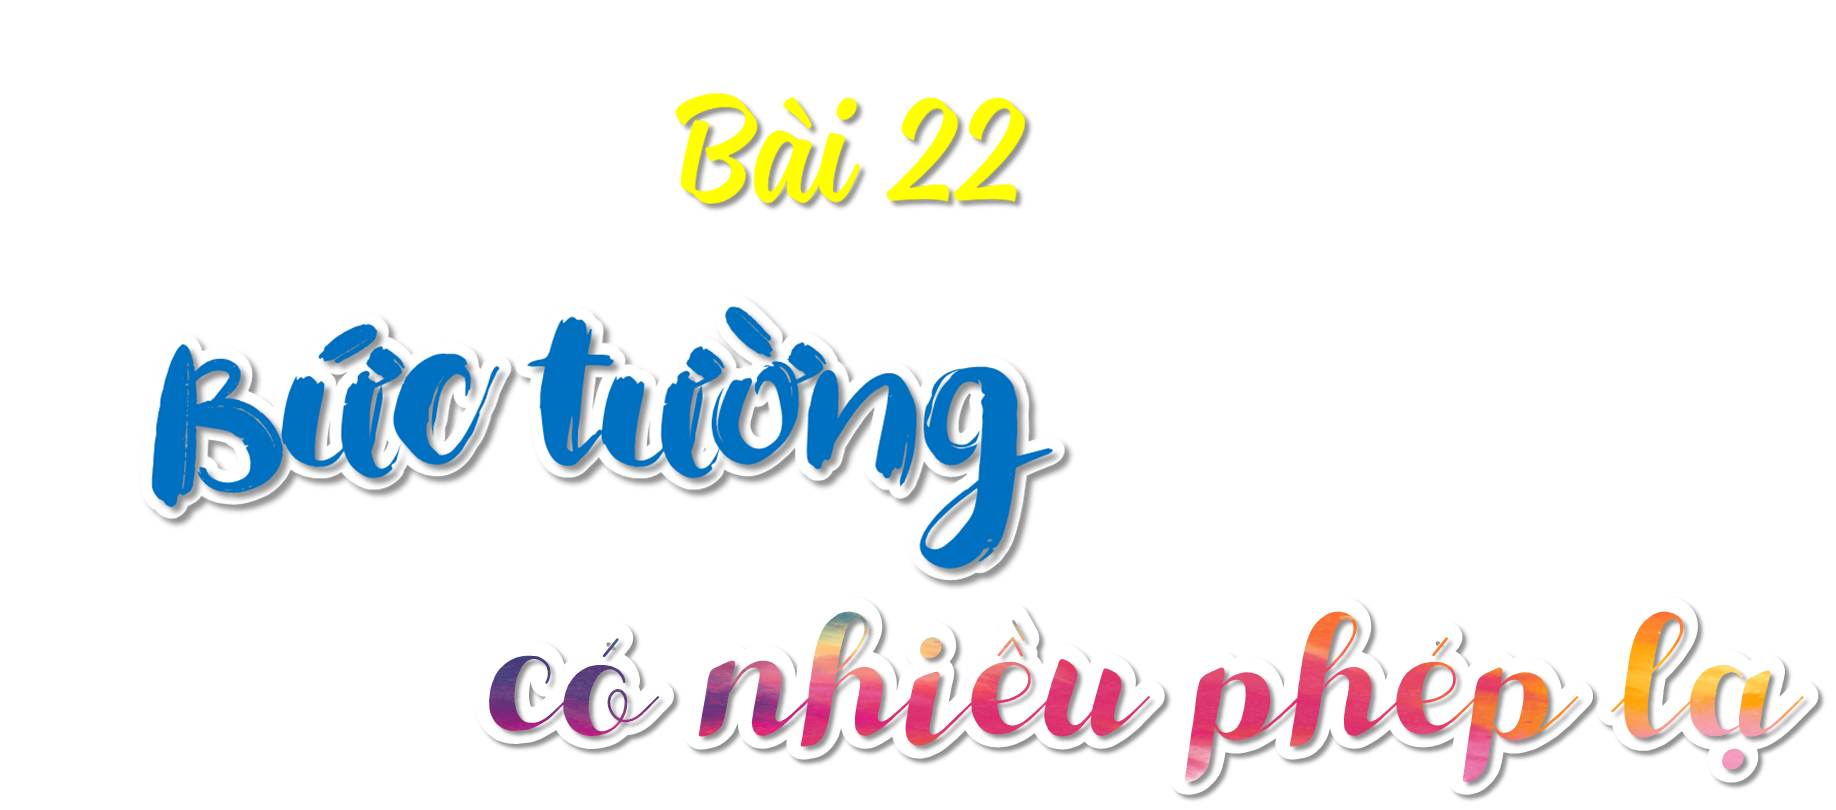 Bài 22
Bức tường
có nhiều phép lạ